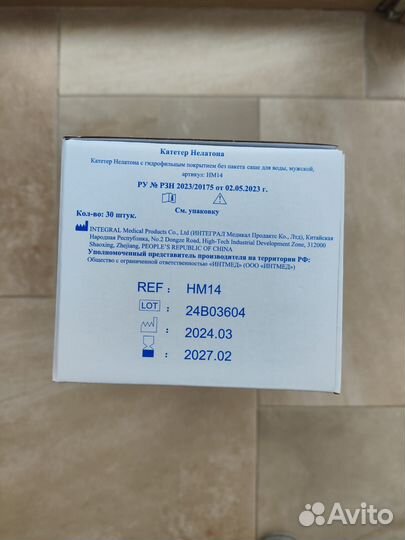 Катетер Нелатона
Катетер Нелатона с гидрофильным покрытием без пакета саше для воды, мужской,
артикул: HM14
РУ № РЗН 2023/20175 от 02.05.2023 г.
См. упаковку
Кол-во: 30 штук.
INTEGRAL Medical Products Co., Ltd (ИНТЕГРАЛ Медикал Продактс Ко., Лтд), Китайская
Народная Республика, No.2 Dongze Road, High-Tech Industrial Development Zone, 312000
Shaoxing, Zhejiang, PEOPLE'S REPUBLIC OF CHINA
Уполномоченный представитель производителя на территории РФ:
Общество с ограниченной ответственностью «ИНТМЕД» (ООО «ИНТМЕД»)
REF : HM14
LOT : 24B03604
: 2024.03
: 2027.02
Avito